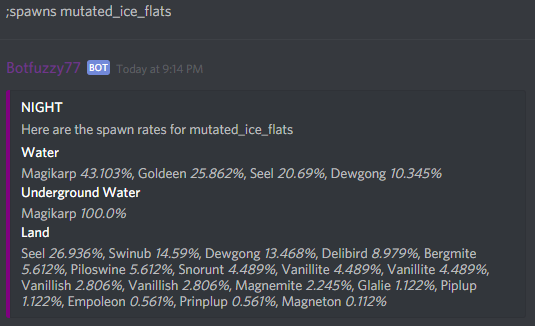 ;spawns mutated_ice_flats
Botfuzzy77 BOT Today at 9:14 PM
NIGHT
Here are the spawn rates for mutated_ice_flats
Water
Magikarp 43.103%, Goldeen 25.862%, Seel 20.69%, Dewgong 10.345%
Underground Water
Magikarp 100.0%
Land
Seel 26.936%, Swinub 14.59%, Dewgong 13.468%, Delibird 8.979%, Bergmite
5.612%, Piloswine 5.612%, Snorunt 4.489%, Vanillite 4.489%, Vanillite 4.489%,
Vanillish 2.806%, Vanillish 2.806%, Magnemite 2.245%, Glalie 1.122%, Piplup
1.122%, Empoleon 0.561%, Prinplup 0.561%, Magneton 0.112%